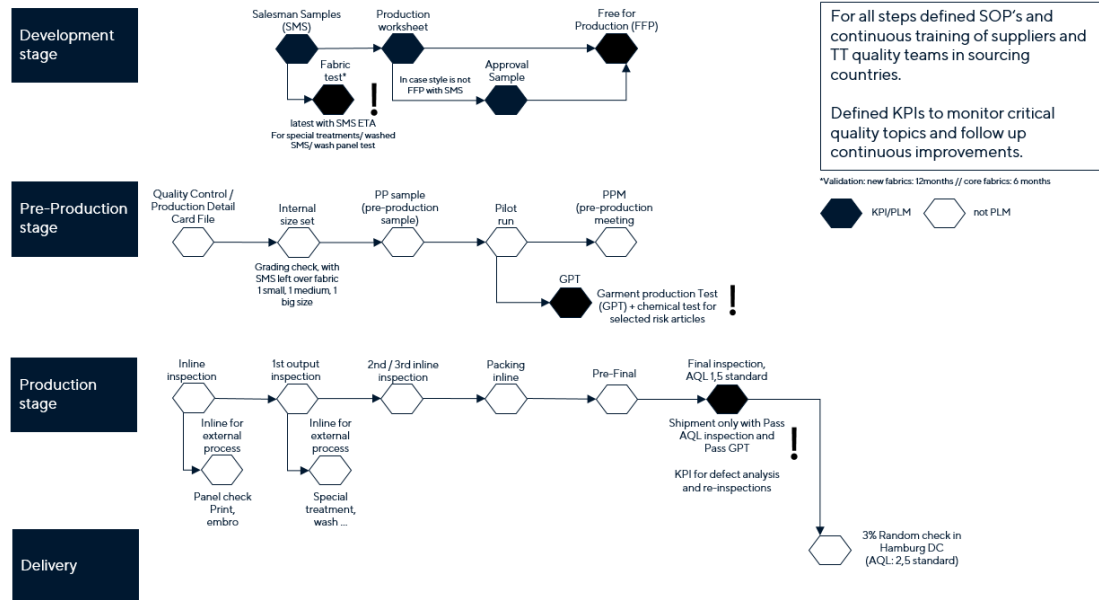 Development
stage
Salesman Samples
(SMS)
Production
worksheet
Free for
Production (FFP)
Fabric
test*
In case style is not
FFP with SMS
Approval
Sample
!
latest with SMS ETA
For special treatments/ washed
SMS/ wash panel test
For all steps defined SOP's and
continuous training of suppliers and
TT quality teams in sourcing
countries.
Defined KPIs to monitor critical
quality topics and follow up
continuous improvements.
*Validation: new fabrics: 12months // core fabrics: 6 months
KPI/PLM
not PLM
Pre-Production
stage
Quality Control /
Production Detail
Card File
Internal
size set
PP sample
(pre-production
sample)
Pilot
run
PPM
(pre-production
meeting
Grading check, with
SMS left over fabric
1 small, 1 medium, 1
big size
GPT
Garment production Test
(GPT) + chemical test for
selected risk articles
!
Production
stage
Inline
inspection
1st output
inspection
2nd / 3rd inline
inspection
Packing
inline
Pre-Final
Final inspection,
AQL 1,5 standard
Inline for
external
process
Inline for
external
process
Shipment only with Pass
AQL inspection and
Pass GPT
!
KPI for defect analysis
and re-inspections
Panel check
Print,
embro
Special
treatment,
wash ...
Delivery
3% Random check in
Hamburg DC
(AQL: 2,5 standard)